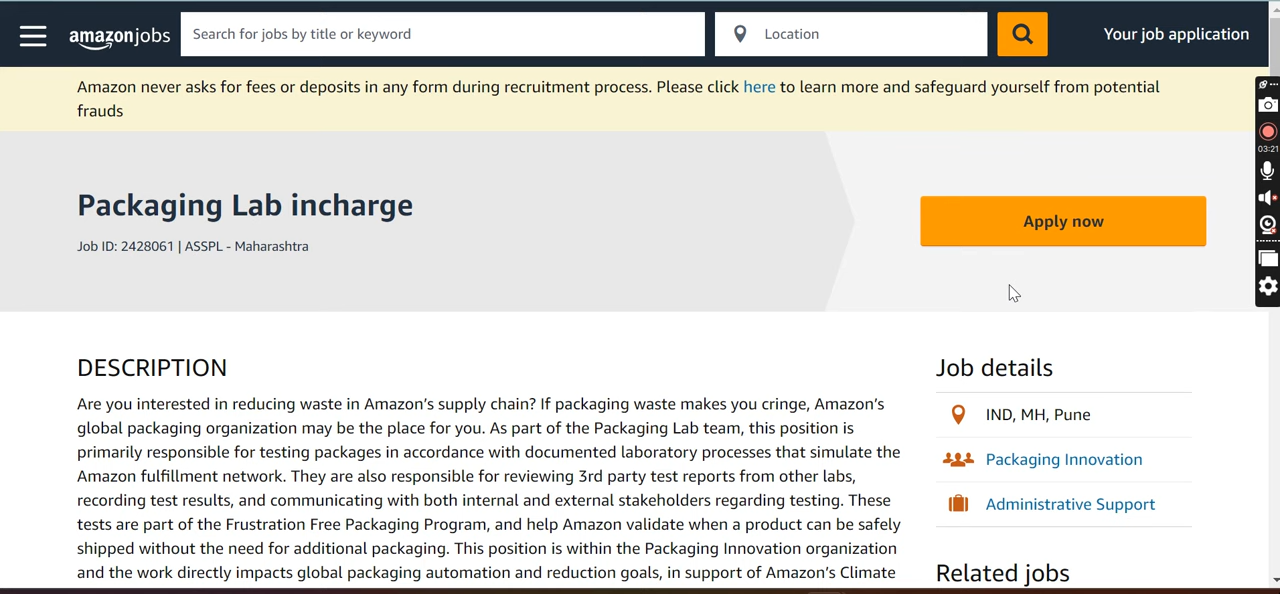 amazonjobs
Search for jobs by title or keyword
Location
Your job application
Amazon never asks for fees or deposits in any form during recruitment process. Please click here to learn more and safeguard yourself from potential
frauds
Packaging Lab incharge
Job ID: 2428061 | ASSPL - Maharashtra
Apply now
03:21
DESCRIPTION
Are you interested in reducing waste in Amazon’s supply chain? If packaging waste makes you cringe, Amazon’s
global packaging organization may be the place for you. As part of the Packaging Lab team, this position is
primarily responsible for testing packages in accordance with documented laboratory processes that simulate the
Amazon fulfillment network. They are also responsible for reviewing 3rd party test reports from other labs,
recording test results, and communicating with both internal and external stakeholders regarding testing. These
tests are part of the Frustration Free Packaging Program, and help Amazon validate when a product can be safely
shipped without the need for additional packaging. This position is within the Packaging Innovation organization
and the work directly impacts global packaging automation and reduction goals, in support of Amazon’s Climate
Job details
IND, MH, Pune
Packaging Innovation
Administrative Support
Related jobs